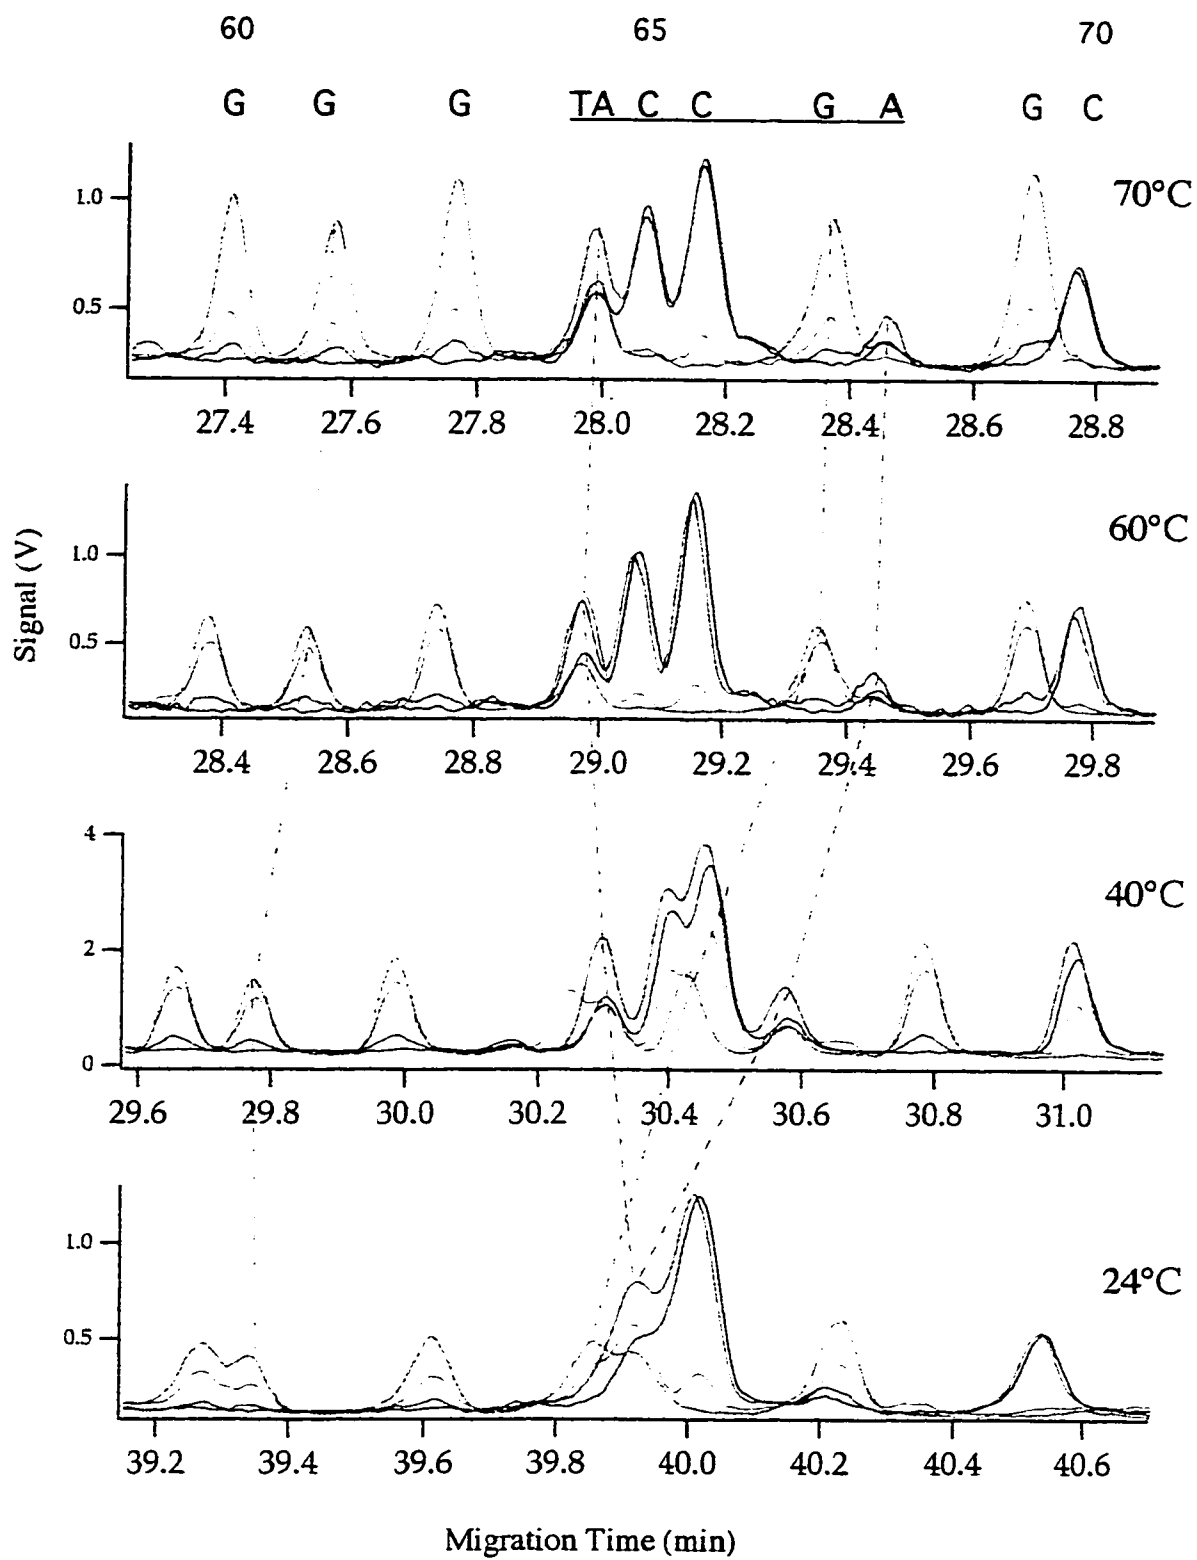 60 65 70
G G G TA C C G A G C
70°C
1.0
0.5
27.4 27.6 27.8 28.0 28.2 28.4 28.6 28.8
60°C
1.0
0.5
28.4 28.6 28.8 29.0 29.2 29.4 29.6 29.8
Signal (V)
40°C
4
2
0
29.6 29.8 30.0 30.2 30.4 30.6 30.8 31.0
24°C
1.0
0.5
39.2 39.4 39.6 39.8 40.0 40.2 40.4 40.6
Migration Time (min)